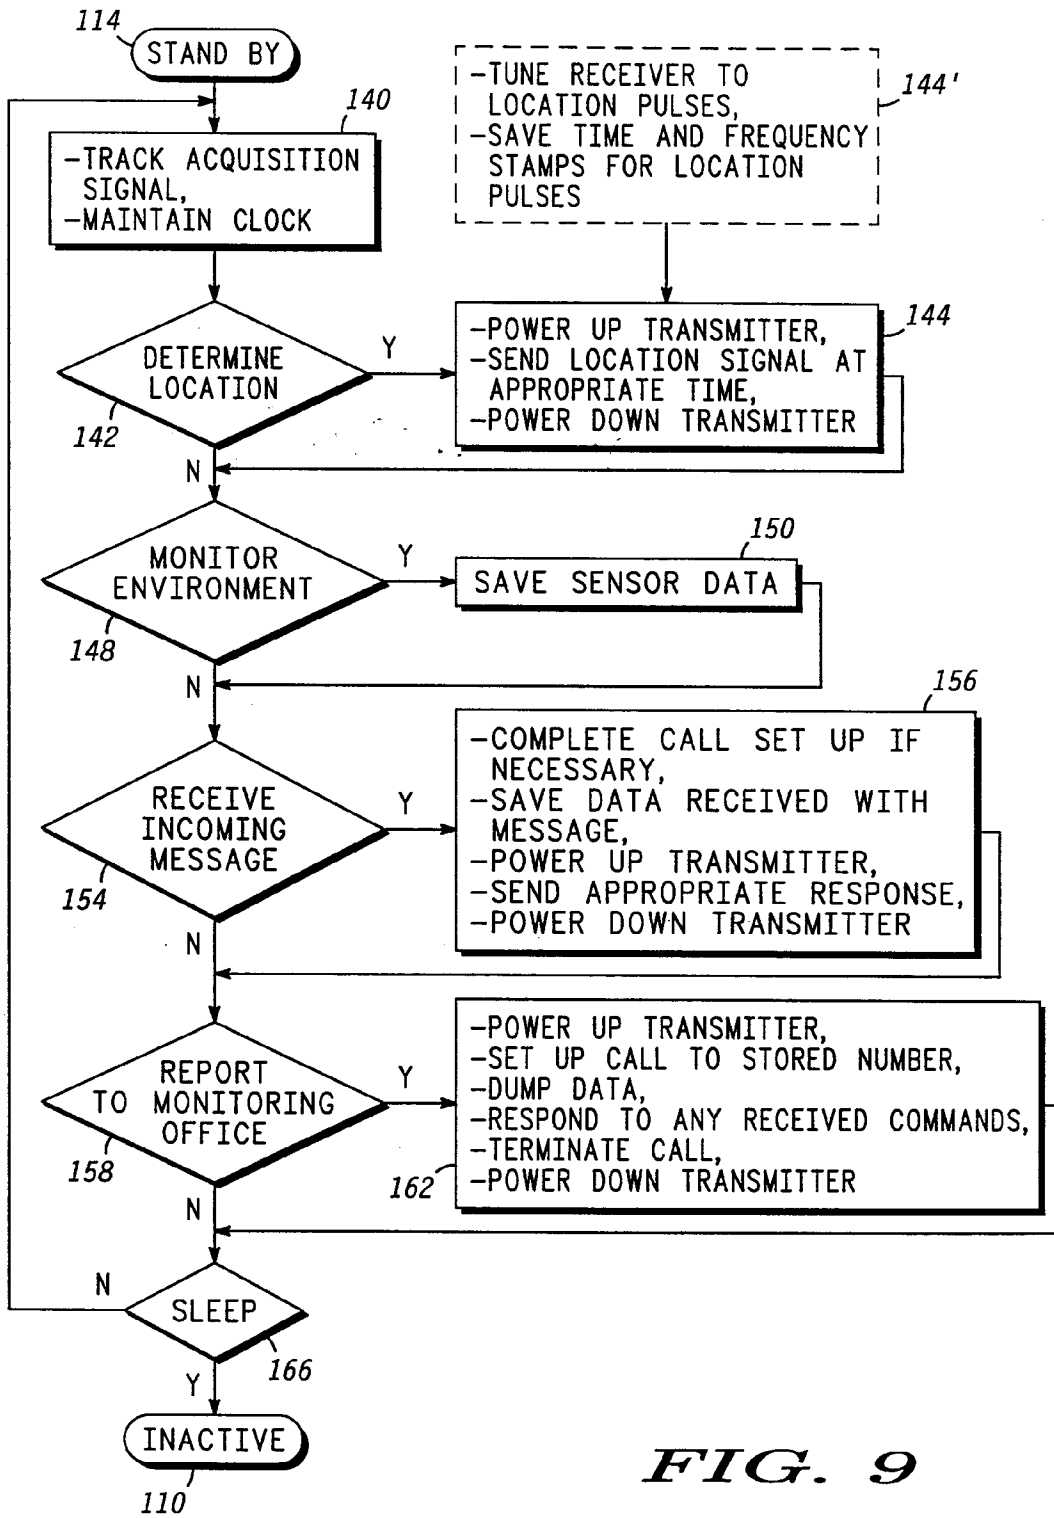 114
STAND BY
140
-TRACK ACQUISITION
SIGNAL,
-MAINTAIN CLOCK
-TUNE RECEIVER TO
LOCATION PULSES,
-SAVE TIME AND FREQUENCY
STAMPS FOR LOCATION
PULSES
144'
DETERMINE
LOCATION
142
Y
N
-POWER UP TRANSMITTER,
-SEND LOCATION SIGNAL AT
APPROPRIATE TIME,
-POWER DOWN TRANSMITTER
144
MONITOR
ENVIRONMENT
148
Y
N
150
SAVE SENSOR DATA
RECEIVE
INCOMING
MESSAGE
154
Y
N
156
-COMPLETE CALL SET UP IF
NECESSARY,
-SAVE DATA RECEIVED WITH
MESSAGE,
-POWER UP TRANSMITTER,
-SEND APPROPRIATE RESPONSE,
-POWER DOWN TRANSMITTER
REPORT
TO MONITORING
OFFICE
158
Y
N
-POWER UP TRANSMITTER,
-SET UP CALL TO STORED NUMBER,
-DUMP DATA,
-RESPOND TO ANY RECEIVED COMMANDS,
-TERMINATE CALL,
-POWER DOWN TRANSMITTER
162
N
SLEEP
166
Y
INACTIVE
110
FIG. 9